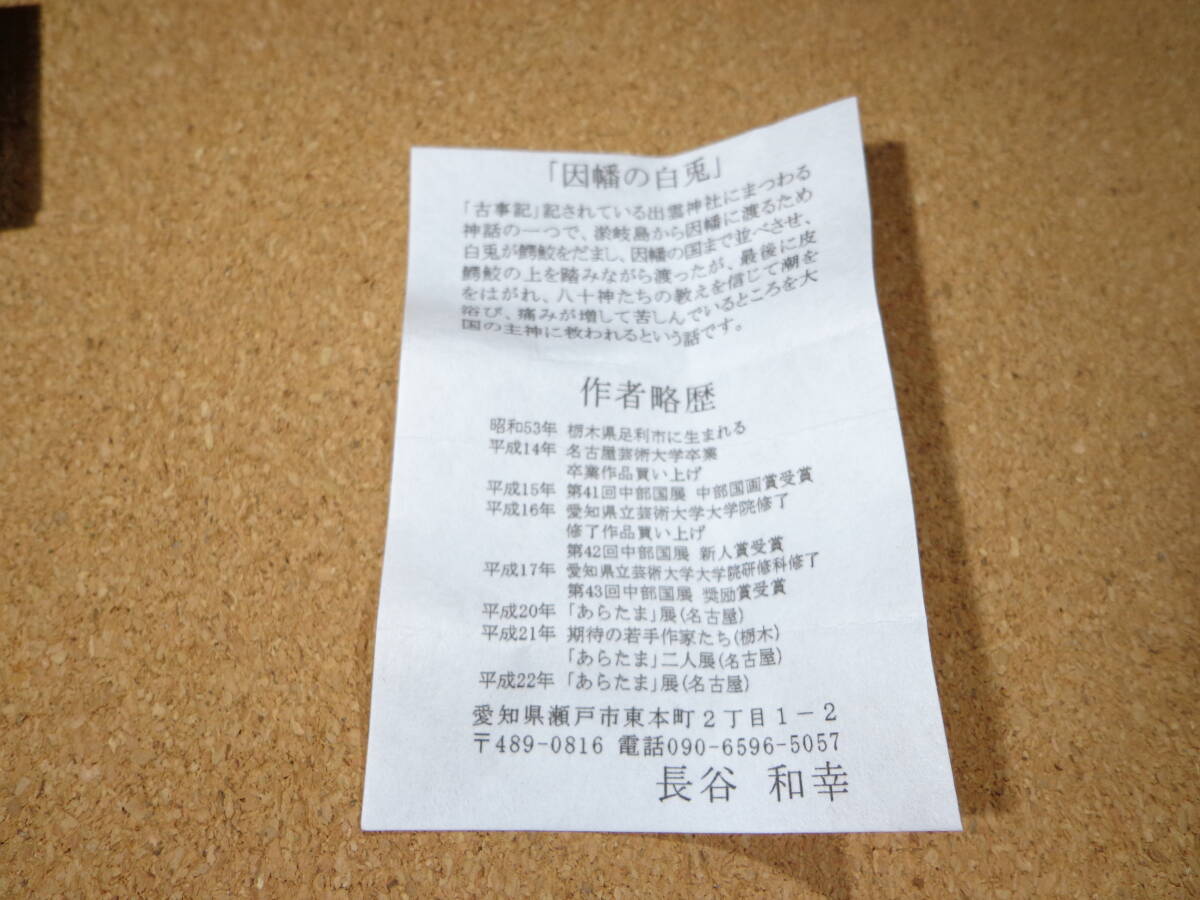 「因幡の白兎」
「古事記」記されている出雲神社にまつわる
神話の一つで、淤岐島から因幡に渡るため
白兎が鰐鮫をだまし、因幡の国まで並べさせ、
鰐鮫の上を踏みながら渡ったが、最後に皮
をはがれ、八十神たちの教えを信じて潮を
浴び、痛みが増して苦しんでいるところを大
国の主神に救われるという話です。
作者略歴
昭和53年 栃木県足利市に生まれる
平成14年 名古屋芸術大学卒業
卒業作品買い上げ
平成15年 第41回中部国展 中部国画賞受賞
平成16年 愛知県立芸術大学大学院修了
修了作品買い上げ
第42回中部国展 新人賞受賞
平成17年 愛知県立芸術大学大学院研修科修了
第43回中部国展 奨励賞受賞
平成20年 「あらたま」展(名古屋)
平成21年 期待の若手作家たち(栃木)
「あらたま」二人展(名古屋)
平成22年 「あらたま」展(名古屋)
愛知県瀬戸市東本町2丁目1-2
〒489-0816 電話090-6596-5057
長谷 和幸